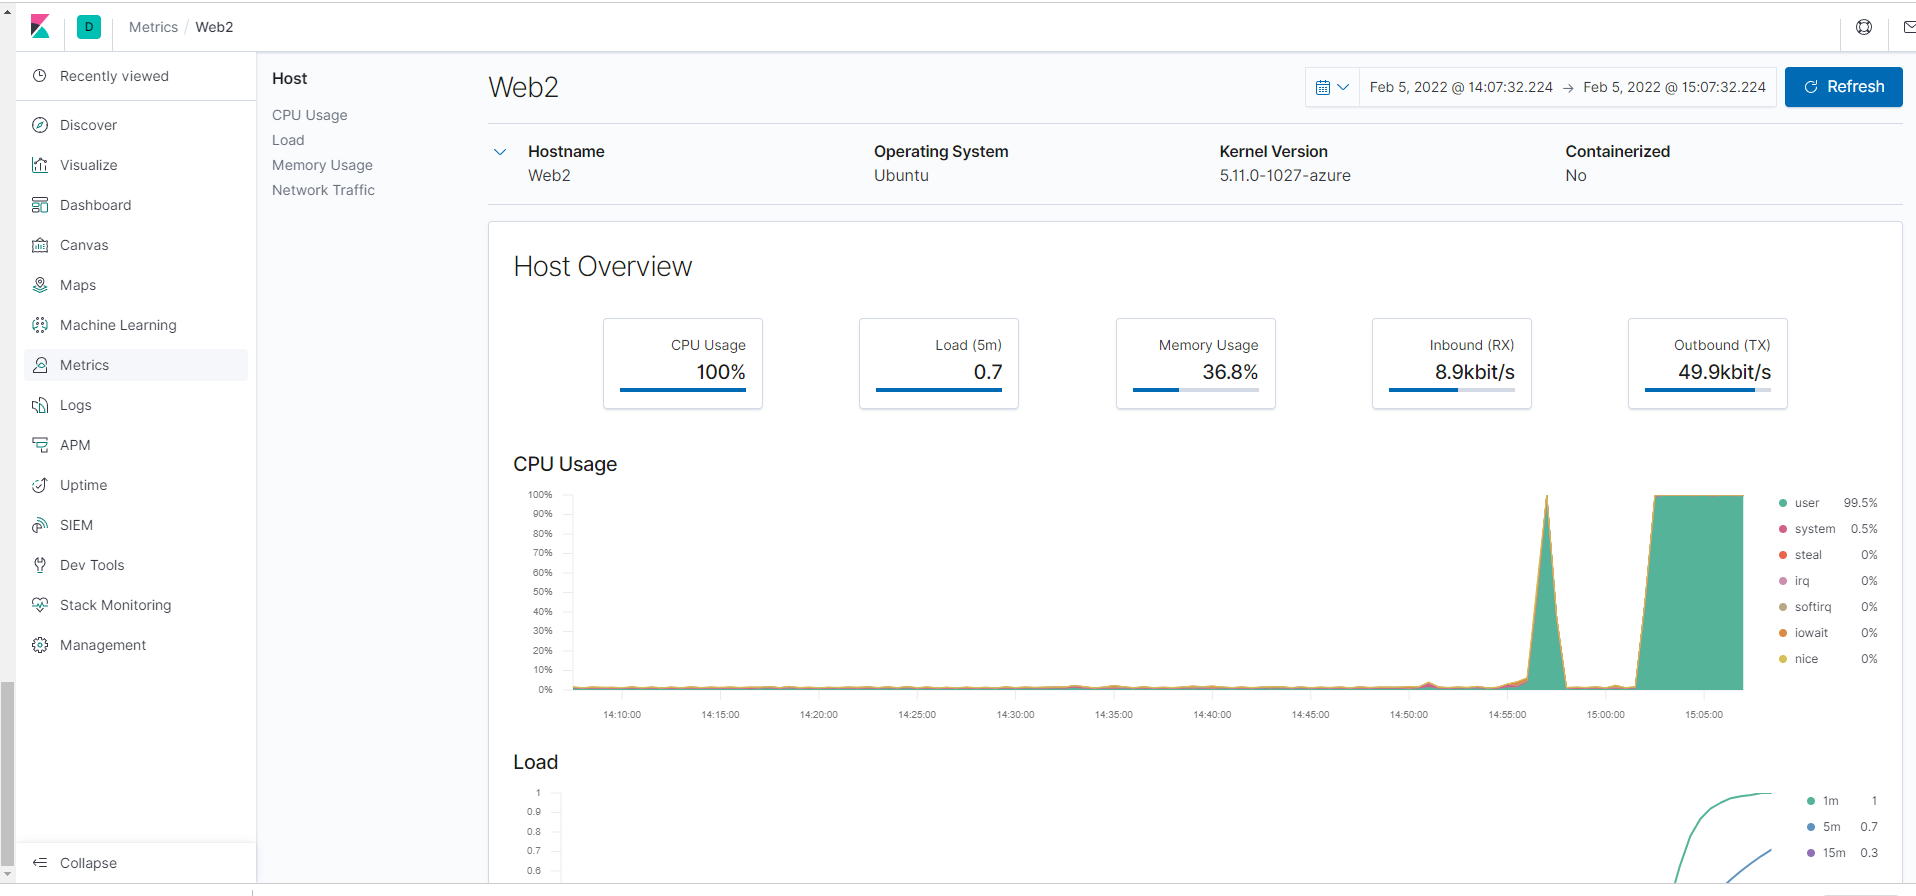 D Metrics / Web2
Recently viewed
Discover
Visualize
Dashboard
Canvas
Maps
Machine Learning
Metrics
Logs
APM
Uptime
SIEM
Dev Tools
Stack Monitoring
Management
Collapse
Host
CPU Usage
Load
Memory Usage
Network Traffic
Web2
Feb 5, 2022 @ 14:07:32.224 → Feb 5, 2022 @ 15:07:32.224 Refresh
Hostname Operating System Kernel Version Containerized
Web2 Ubuntu 5.11.0-1027-azure No
Host Overview
CPU Usage Load (5m) Memory Usage Inbound (RX) Outbound (TX)
100% 0.7 36.8% 8.9kbit/s 49.9kbit/s
CPU Usage
100%
90%
80%
70%
60%
50%
40%
30%
20%
10%
0%
14:10:00 14:15:00 14:20:00 14:25:00 14:30:00 14:35:00 14:40:00 14:45:00 14:50:00 14:55:00 15:00:00 15:05:00
user 99.5%
system 0.5%
steal 0%
irq 0%
softirq 0%
iowait 0%
nice 0%
Load
1
0.9
0.8
0.7
0.6
1m 1
5m 0.7
15m 0.3